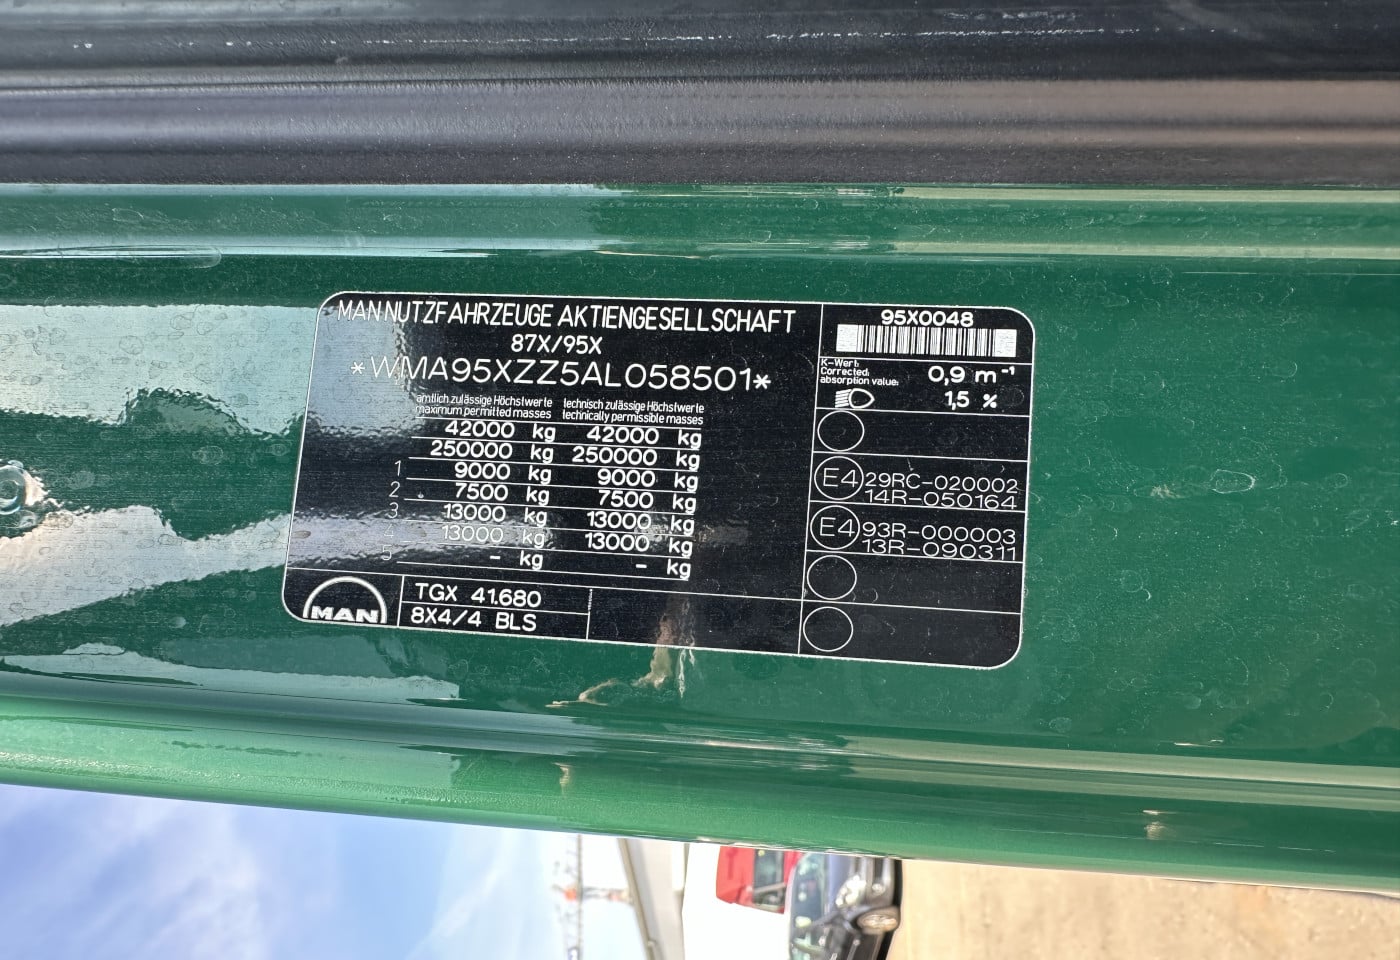 MAN NUTZFAHRZEUGE AKTIENGESELLSCHAFT
87X/95X
*WMA95XZZ5AL058501*
amtlich zulässige Höchstwerte technisch zulässige Höchstwerte
maximum permitted masses technically permissible masses
42000 kg 42000 kg
250000 kg 250000 kg
1 9000 kg 9000 kg
2 7500 kg 7500 kg
3 13000 kg 13000 kg
4 13000 kg 13000 kg
5 - kg - kg
MAN
TGX 41.680
8X4/4 BLS
95X0048
K-Wert:
Corrected:
absorption value:
0,9 m⁻¹
1,5 %
E4 29RC-020002
14R-050164
E4 93R-000003
13R-090311